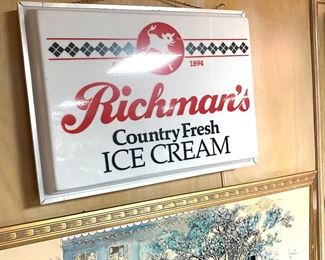 1894
Richman's
Country Fresh
ICE CREAM